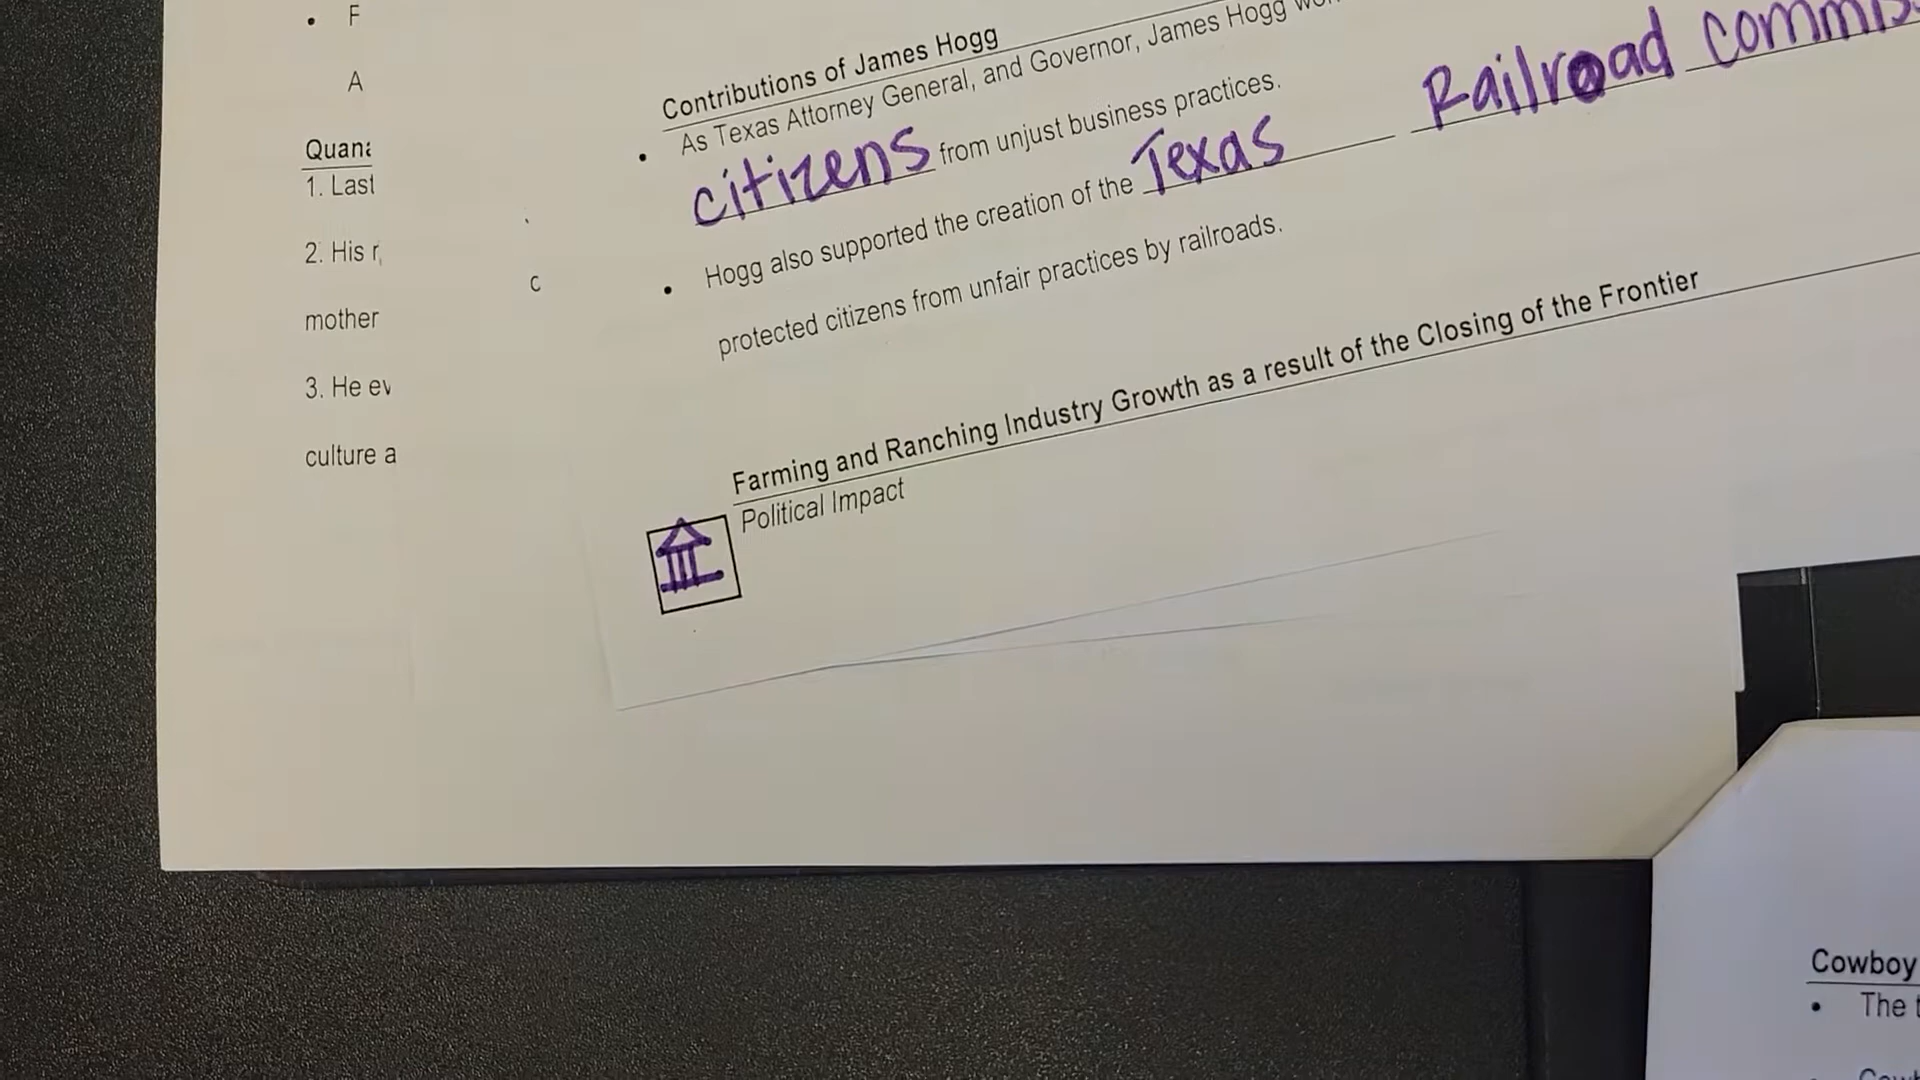 F
A
Quana
1. Last
2. His r
mother
3. He ev
culture a
c
Contributions of James Hogg
As Texas Attorney General, and Governor, James Hogg
citizens from unjust business practices.
Hogg also supported the creation of the Texas Railroad commis
protected citizens from unfair practices by railroads.
Farming and Ranching Industry Growth as a result of the Closing of the Frontier
Political Impact
Cowboy
The t